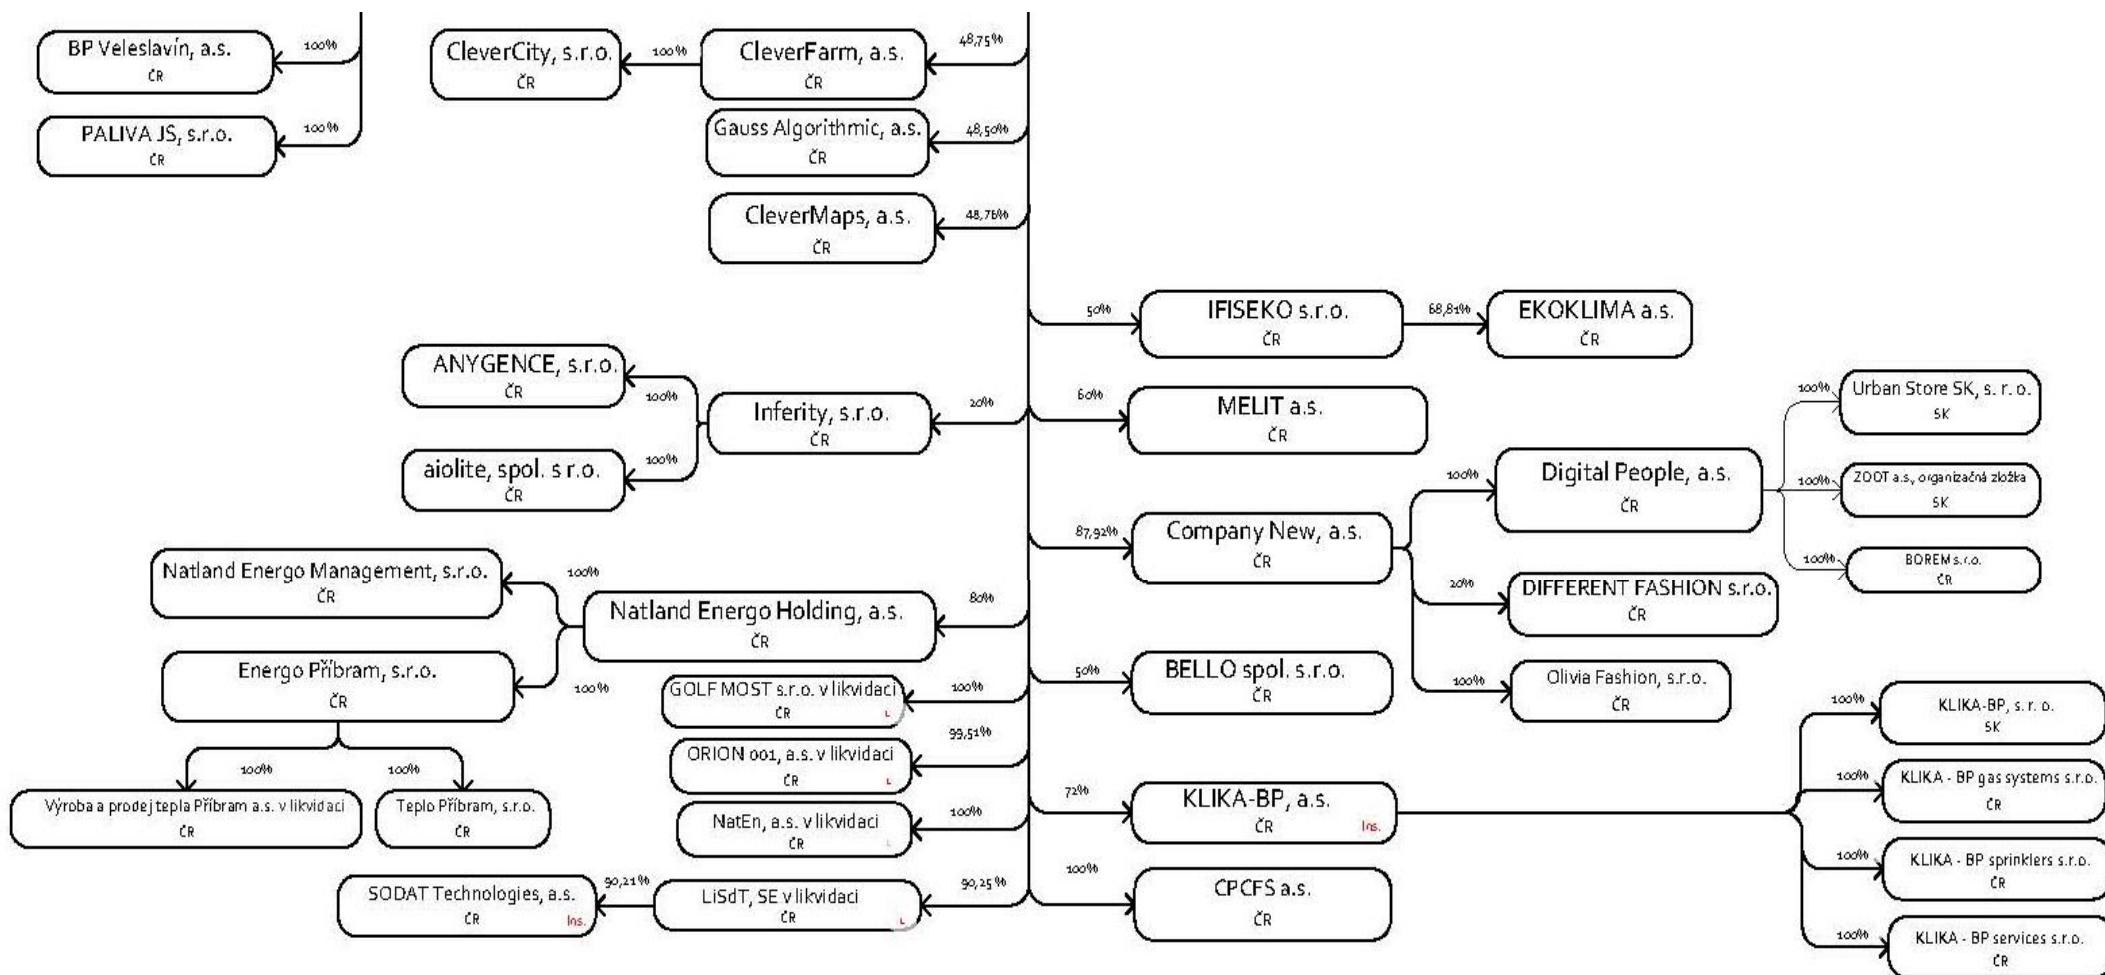 BP Veleslavín, a.s.
ČR
100%
PALIVA JS, s.r.o.
ČR
100%
CleverCity, s.r.o.
ČR
100%
CleverFarm, a.s.
ČR
48,75%
Gauss Algorithmic, a.s.
ČR
48,50%
CleverMaps, a.s.
ČR
48,76%
50%
IFISEKO s.r.o.
ČR
68,81%
EKOKLIMA a.s.
ČR
ANYGENCE, s.r.o.
ČR
100%
aiolite, spol. s r.o.
ČR
100%
Inferity, s.r.o.
ČR
20%
60%
MELIT a.s.
ČR
87,92%
Company New, a.s.
ČR
100%
Digital People, a.s.
ČR
100%
Urban Store SK, s. r. o.
SK
100%
ZOOT a.s., organizačná zložka
SK
100%
BOREM s.r.o.
ČR
20%
DIFFERENT FASHION s.r.o.
ČR
100%
Olivia Fashion, s.r.o.
ČR
Natland Energo Management, s.r.o.
ČR
100%
Natland Energo Holding, a.s.
ČR
80%
Energo Příbram, s.r.o.
ČR
100%
100%
100%
Výroba a prodej tepla Příbram a.s. v likvidaci
ČR
Teplo Příbram, s.r.o.
ČR
50%
BELLO spol. s.r.o.
ČR
GOLF MOST s.r.o. v likvidaci
ČR
L
100%
ORION 001, a.s. v likvidaci
ČR
L
99,51%
NatEn, a.s. v likvidaci
ČR
L
100%
SODAT Technologies, a.s.
ČR
Ins.
90,21%
LiSdT, SE v likvidaci
ČR
L
90,25%
72%
KLIKA-BP, a.s.
ČR
Ins.
100%
KLIKA-BP, s. r. o.
SK
100%
KLIKA - BP gas systems s.r.o.
ČR
100%
KLIKA - BP sprinklers s.r.o.
ČR
100%
KLIKA - BP services s.r.o.
ČR
100%
CPCFS a.s.
ČR